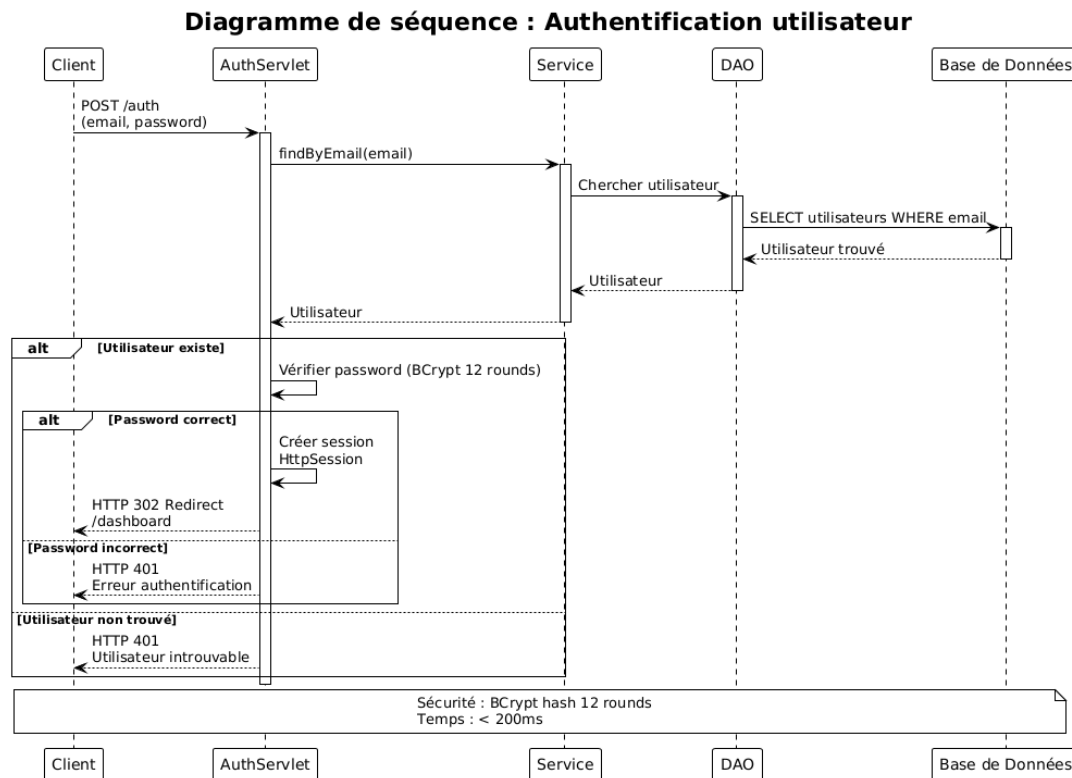 Diagramme de séquence : Authentification utilisateur
Client
AuthServlet
Service
DAO
Base de Données
POST /auth
(email, password)
findByEmail(email)
Chercher utilisateur
SELECT utilisateurs WHERE email
Utilisateur trouvé
Utilisateur
Utilisateur
alt
[Utilisateur existe]
Vérifier password (BCrypt 12 rounds)
alt
[Password correct]
Créer session
HttpSession
HTTP 302 Redirect
/dashboard
[Password incorrect]
HTTP 401
Erreur authentification
[Utilisateur non trouvé]
HTTP 401
Utilisateur introuvable
Sécurité : BCrypt hash 12 rounds
Temps : < 200ms
Client
AuthServlet
Service
DAO
Base de Données